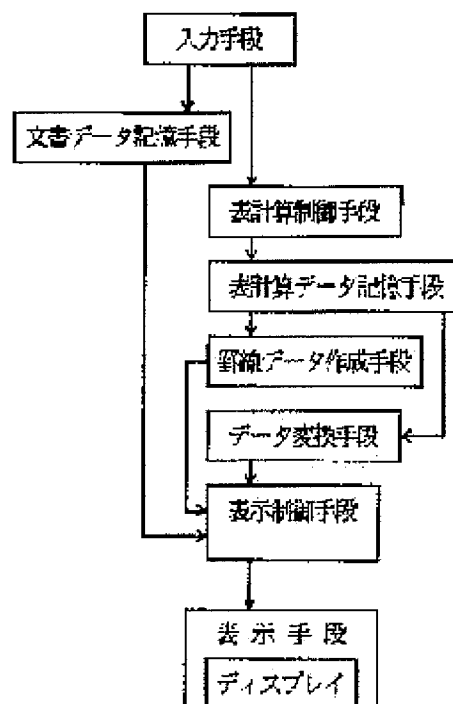 入力手段
文書データ記憶手段
表計算制御手段
表計算データ記憶手段
罫線データ作成手段
データ変換手段
表示制御手段
表示手段
ディスプレイ